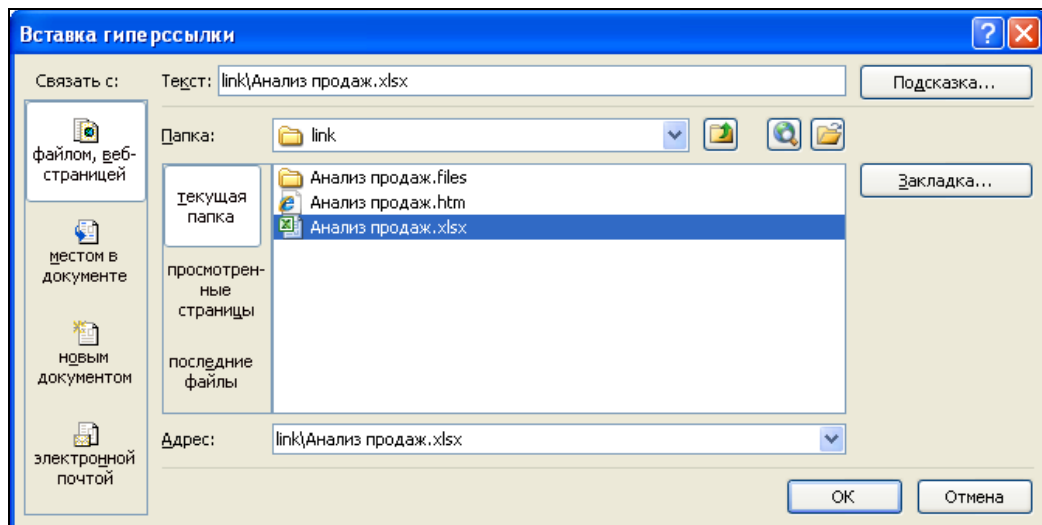 Вставка гиперссылки
Связать с:
Текст: link\Анализ продаж.xlsx
Подсказка...
файлом, веб-
страницей
местом в
документе
новым
документом
электронной
почтой
Папка: link
текущая
папка
просмотрен-
ные
страницы
последние
файлы
Анализ продаж.files
Анализ продаж.htm
Анализ продаж.xlsx
Закладка...
Адрес: link\Анализ продаж.xlsx
ОК
Отмена